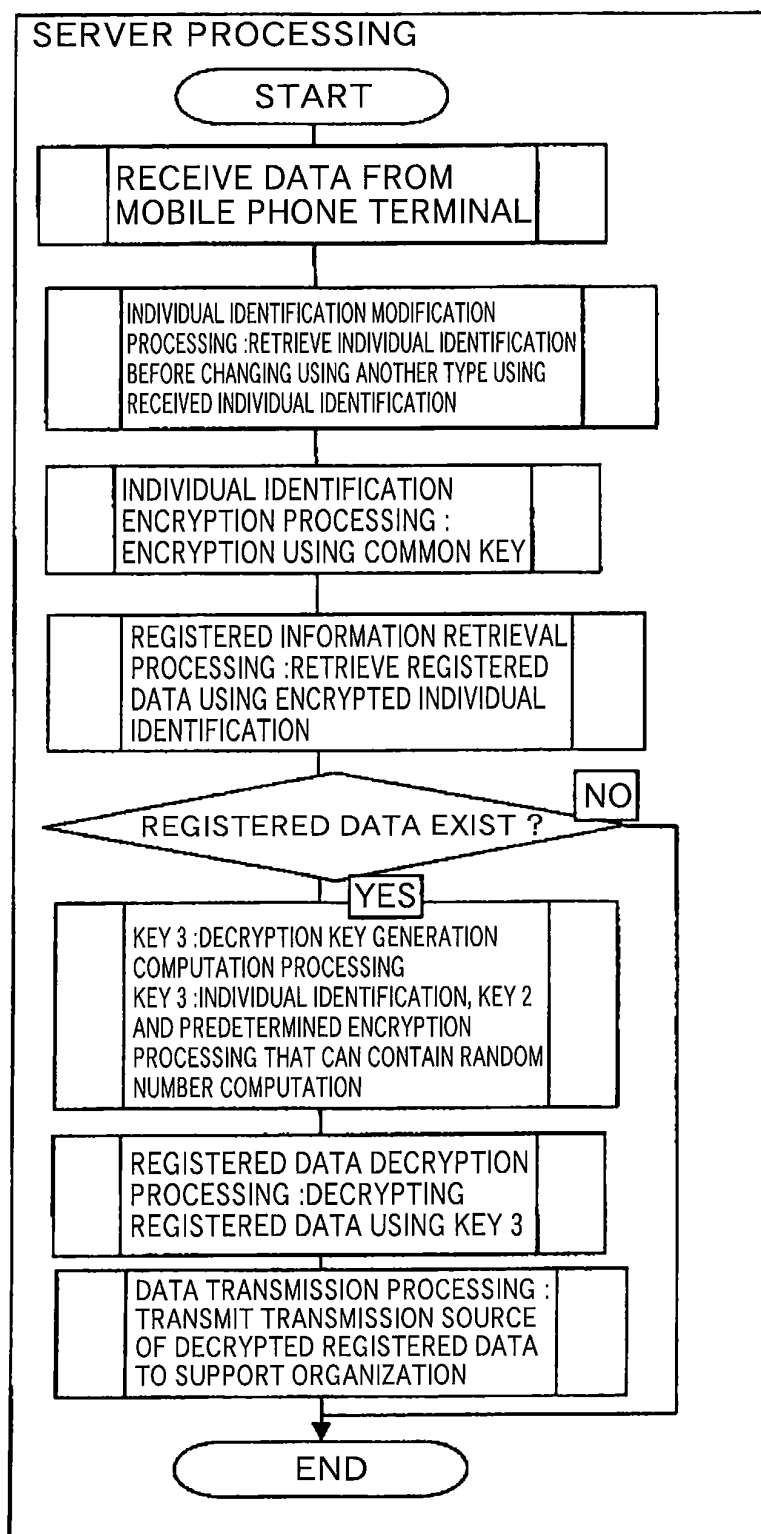 SERVER PROCESSING
START
RECEIVE DATA FROM
MOBILE PHONE TERMINAL
INDIVIDUAL IDENTIFICATION MODIFICATION
PROCESSING :RETRIEVE INDIVIDUAL IDENTIFICATION
BEFORE CHANGING USING ANOTHER TYPE USING
RECEIVED INDIVIDUAL IDENTIFICATION
INDIVIDUAL IDENTIFICATION
ENCRYPTION PROCESSING :
ENCRYPTION USING COMMON KEY
REGISTERED INFORMATION RETRIEVAL
PROCESSING :RETRIEVE REGISTERED
DATA USING ENCRYPTED INDIVIDUAL
IDENTIFICATION
REGISTERED DATA EXIST ?
NO
YES
KEY 3 :DECRYPTION KEY GENERATION
COMPUTATION PROCESSING
KEY 3 :INDIVIDUAL IDENTIFICATION, KEY 2
AND PREDETERMINED ENCRYPTION
PROCESSING THAT CAN CONTAIN RANDOM
NUMBER COMPUTATION
REGISTERED DATA DECRYPTION
PROCESSING :DECRYPTING
REGISTERED DATA USING KEY 3
DATA TRANSMISSION PROCESSING :
TRANSMIT TRANSMISSION SOURCE
OF DECRYPTED REGISTERED DATA
TO SUPPORT ORGANIZATION
END